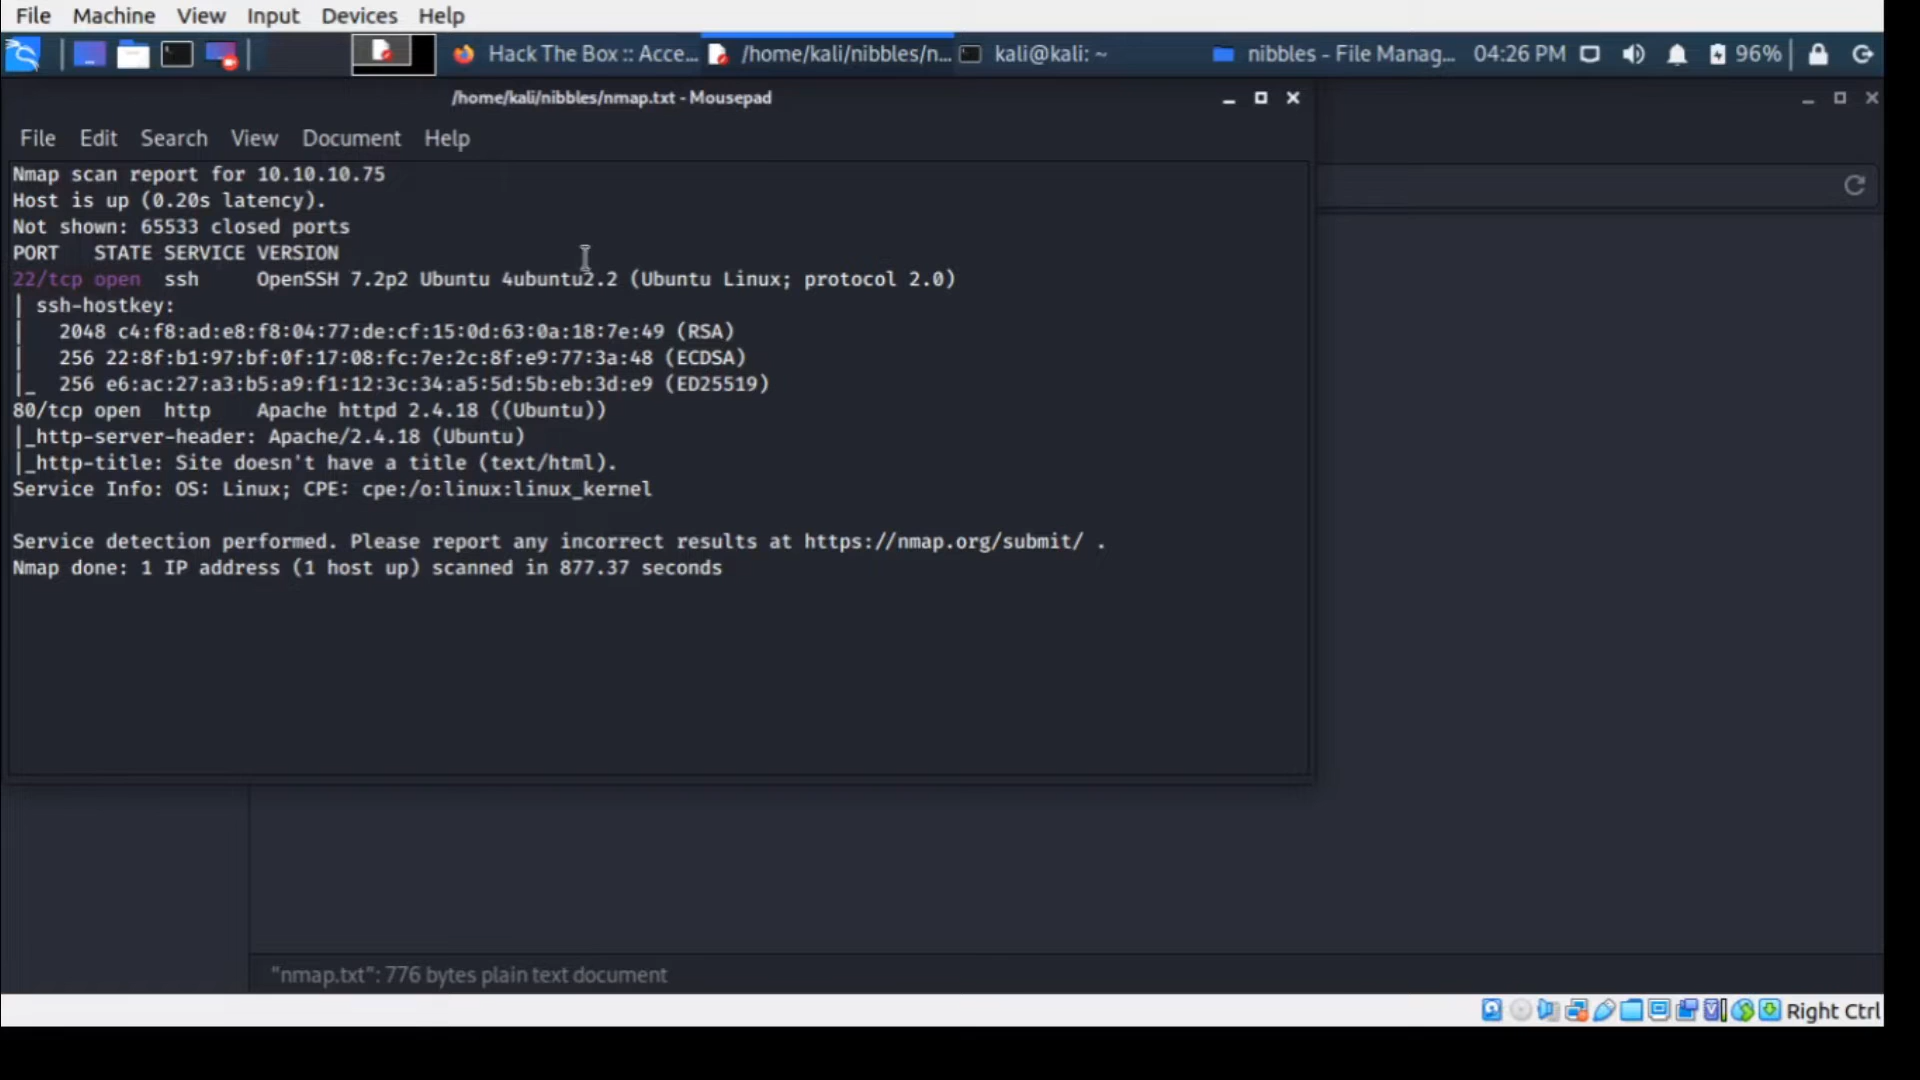 File Machine View Input Devices Help
Hack The Box :: Acce... /home/kali/nibbles/n... kali@kali: ~ nibbles - File Manag... 04:26 PM 96%
/home/kali/nibbles/nmap.txt - Mousepad
File Edit Search View Document Help
Nmap scan report for 10.10.10.75
Host is up (0.20s latency).
Not shown: 65533 closed ports
PORT   STATE SERVICE VERSION
22/tcp open  ssh     OpenSSH 7.2p2 Ubuntu 4ubuntu2.2 (Ubuntu Linux; protocol 2.0)
| ssh-hostkey:
|   2048 c4:f8:ad:e8:f8:04:77:de:cf:15:0d:63:0a:18:7e:49 (RSA)
|   256 22:8f:b1:97:bf:0f:17:08:fc:7e:2c:8f:e9:77:3a:48 (ECDSA)
|_  256 e6:ac:27:a3:b5:a9:f1:12:3c:34:a5:5d:5b:eb:3d:e9 (ED25519)
80/tcp open  http    Apache httpd 2.4.18 ((Ubuntu))
|_http-server-header: Apache/2.4.18 (Ubuntu)
|_http-title: Site doesn't have a title (text/html).
Service Info: OS: Linux; CPE: cpe:/o:linux:linux_kernel
Service detection performed. Please report any incorrect results at https://nmap.org/submit/ .
Nmap done: 1 IP address (1 host up) scanned in 877.37 seconds
"nmap.txt": 776 bytes plain text document
Right Ctrl